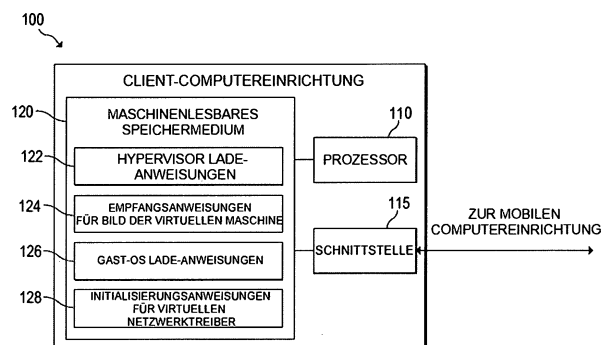 100
CLIENT-COMPUTEREINRICHTUNG
120
MASCHINENLESBARES
SPEICHERMEDIUM
110
122
HYPERVISOR LADE-
ANWEISUNGEN
PROZESSOR
124
EMPFANGSANWEISUNGEN
FÜR BILD DER VIRTUELLEN MASCHINE
115
ZUR MOBILEN
COMPUTEREINRICHTUNG
126
GAST-OS LADE-ANWEISUNGEN
SCHNITTSTELLE
128
INITIALISIERUNGSANWEISUNGEN
FÜR VIRTUELLEN
NETZWERKTREIBER